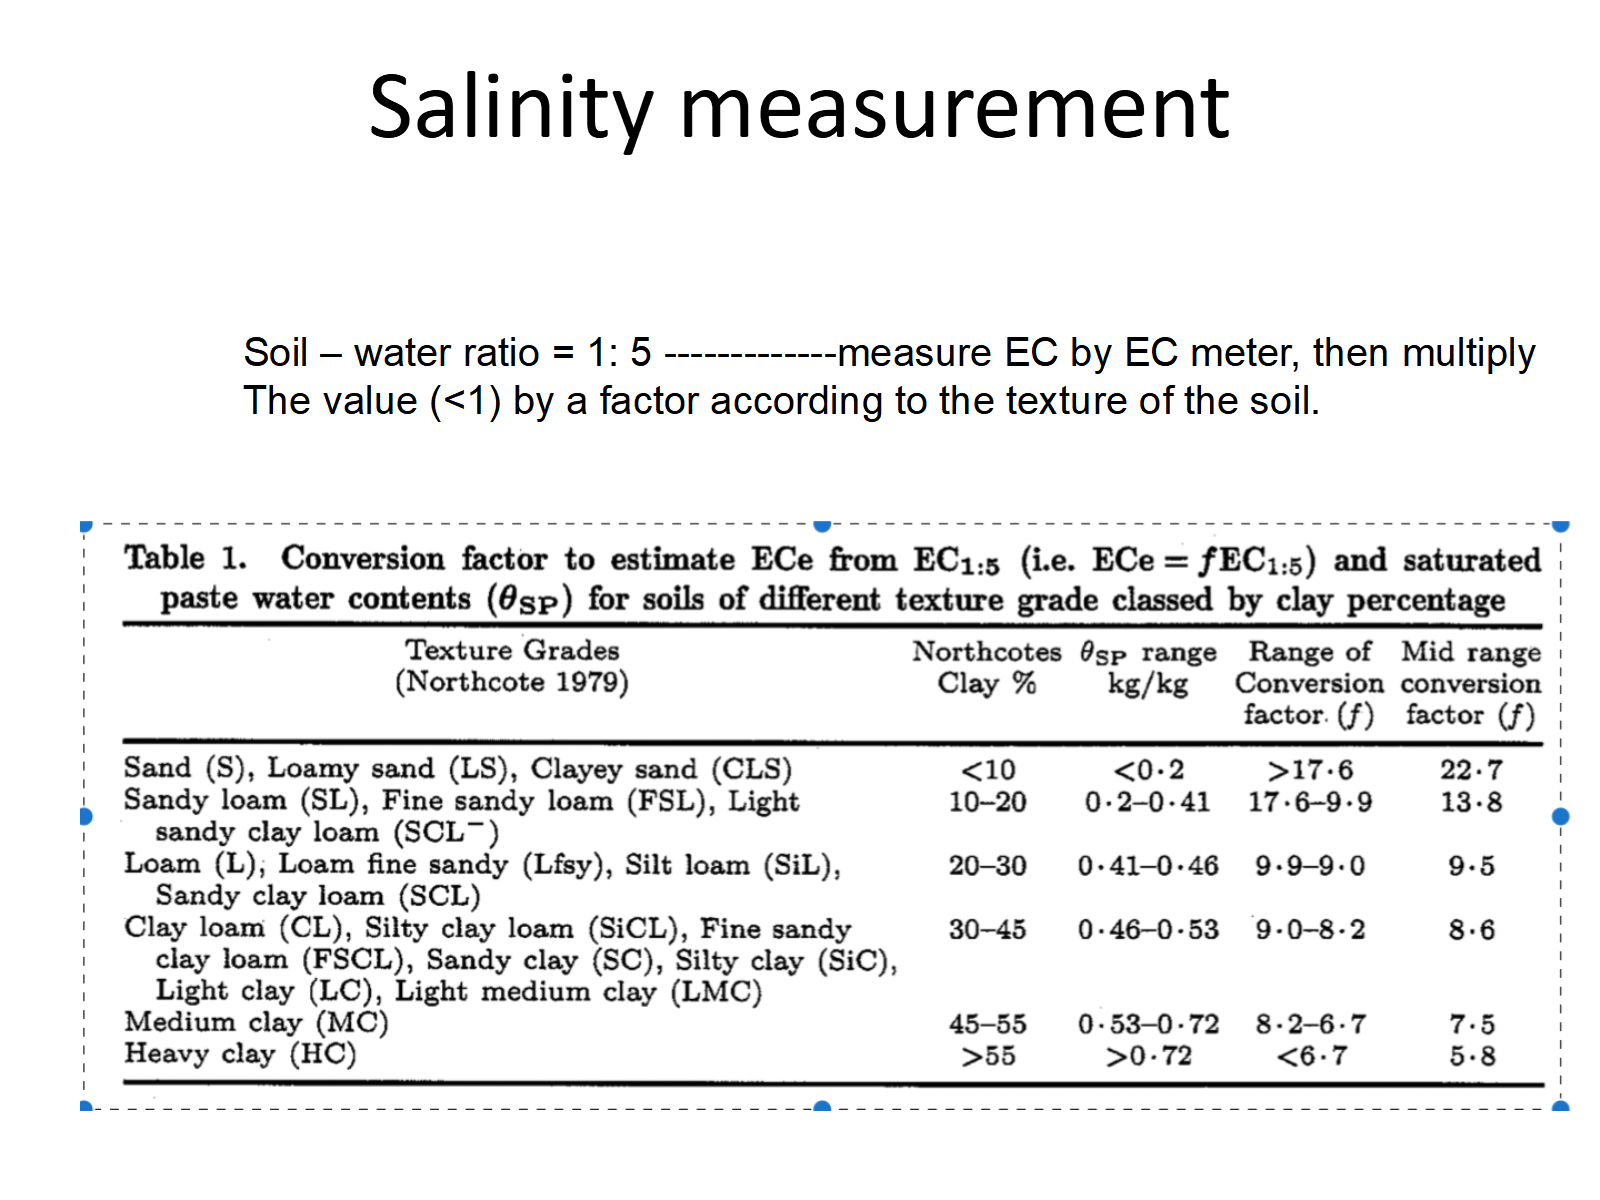 Salinity measurement
Soil – water ratio = 1: 5 -------------measure EC by EC meter, then multiply
The value (<1) by a factor according to the texture of the soil.
Table 1. Conversion factor to estimate ECe from EC1:5 (i.e. ECe = fEC1:5) and saturated
paste water contents (θSP) for soils of different texture grade classed by clay percentage
Texture Grades Northcotes θSP range Range of Mid range
(Northcote 1979) Clay % kg/kg Conversion conversion
factor. (f) factor (f)
Sand (S), Loamy sand (LS), Clayey sand (CLS) <10 <0·2 >17·6 22·7
Sandy loam (SL), Fine sandy loam (FSL), Light 10–20 0·2–0·41 17·6–9·9 13·8
sandy clay loam (SCL−)
Loam (L), Loam fine sandy (Lfsy), Silt loam (SiL), 20–30 0·41–0·46 9·9–9·0 9·5
Sandy clay loam (SCL)
Clay loam (CL), Silty clay loam (SiCL), Fine sandy 30–45 0·46–0·53 9·0–8·2 8·6
clay loam (FSCL), Sandy clay (SC), Silty clay (SiC),
Light clay (LC), Light medium clay (LMC)
Medium clay (MC) 45–55 0·53–0·72 8·2–6·7 7·5
Heavy clay (HC) >55 >0·72 <6·7 5·8